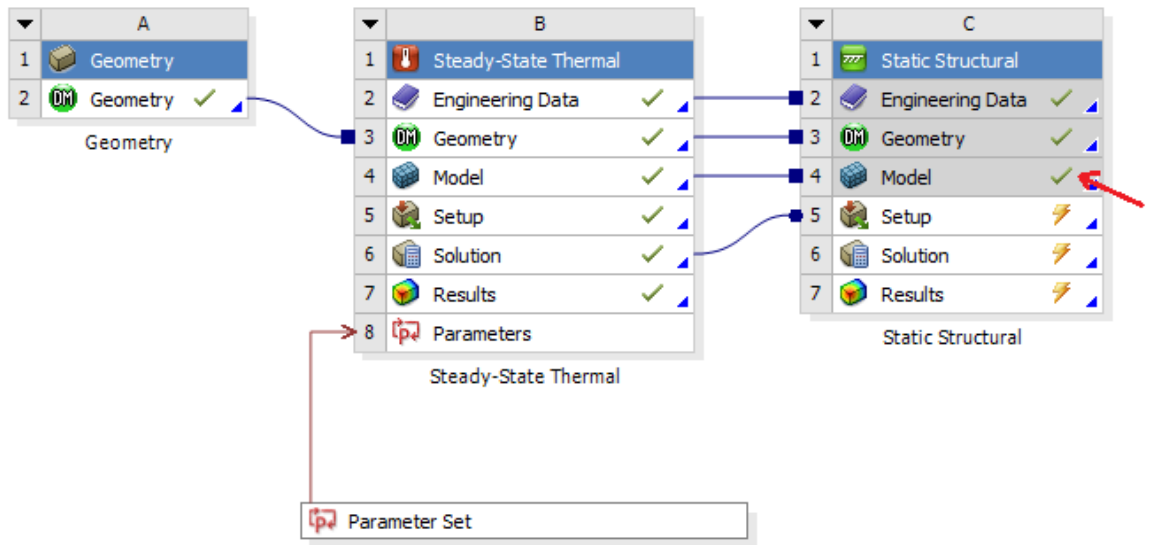 A
1 Geometry
2 DM Geometry
Geometry
B
1 Steady-State Thermal
2 Engineering Data
3 DM Geometry
4 Model
5 Setup
6 Solution
7 Results
8 p Parameters
Steady-State Thermal
C
1 Static Structural
2 Engineering Data
3 DM Geometry
4 Model
5 Setup
6 Solution
7 Results
Static Structural
p Parameter Set